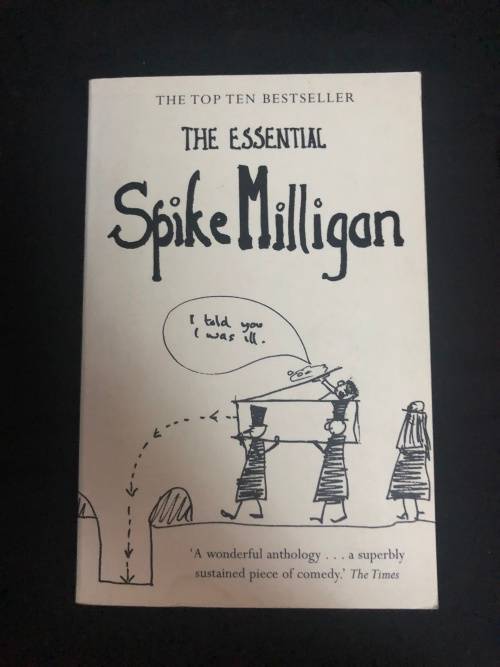 THE TOP TEN BESTSELLER
THE ESSENTIAL
Spike Milligan
I told you
I was ill.
'A wonderful anthology . . . a superbly
sustained piece of comedy.' The Times